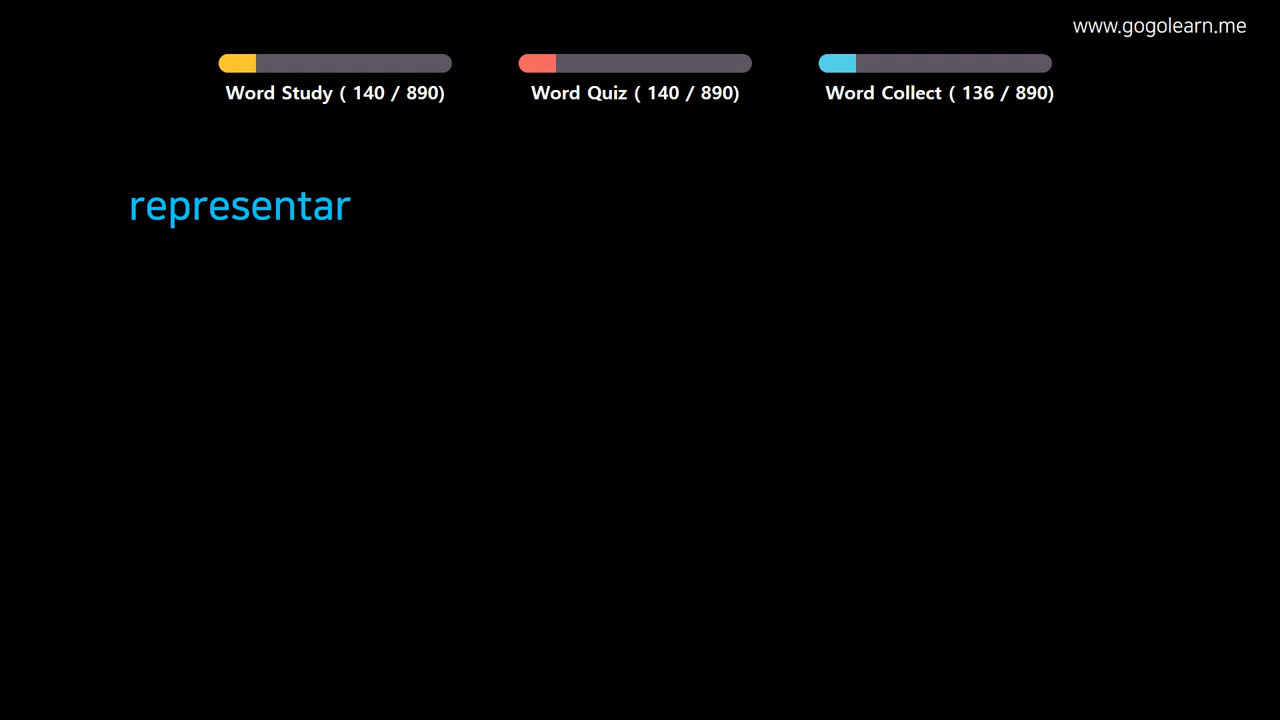 www.gogolearn.me
Word Study ( 140 / 890)
Word Quiz ( 140 / 890)
Word Collect ( 136 / 890)
representar